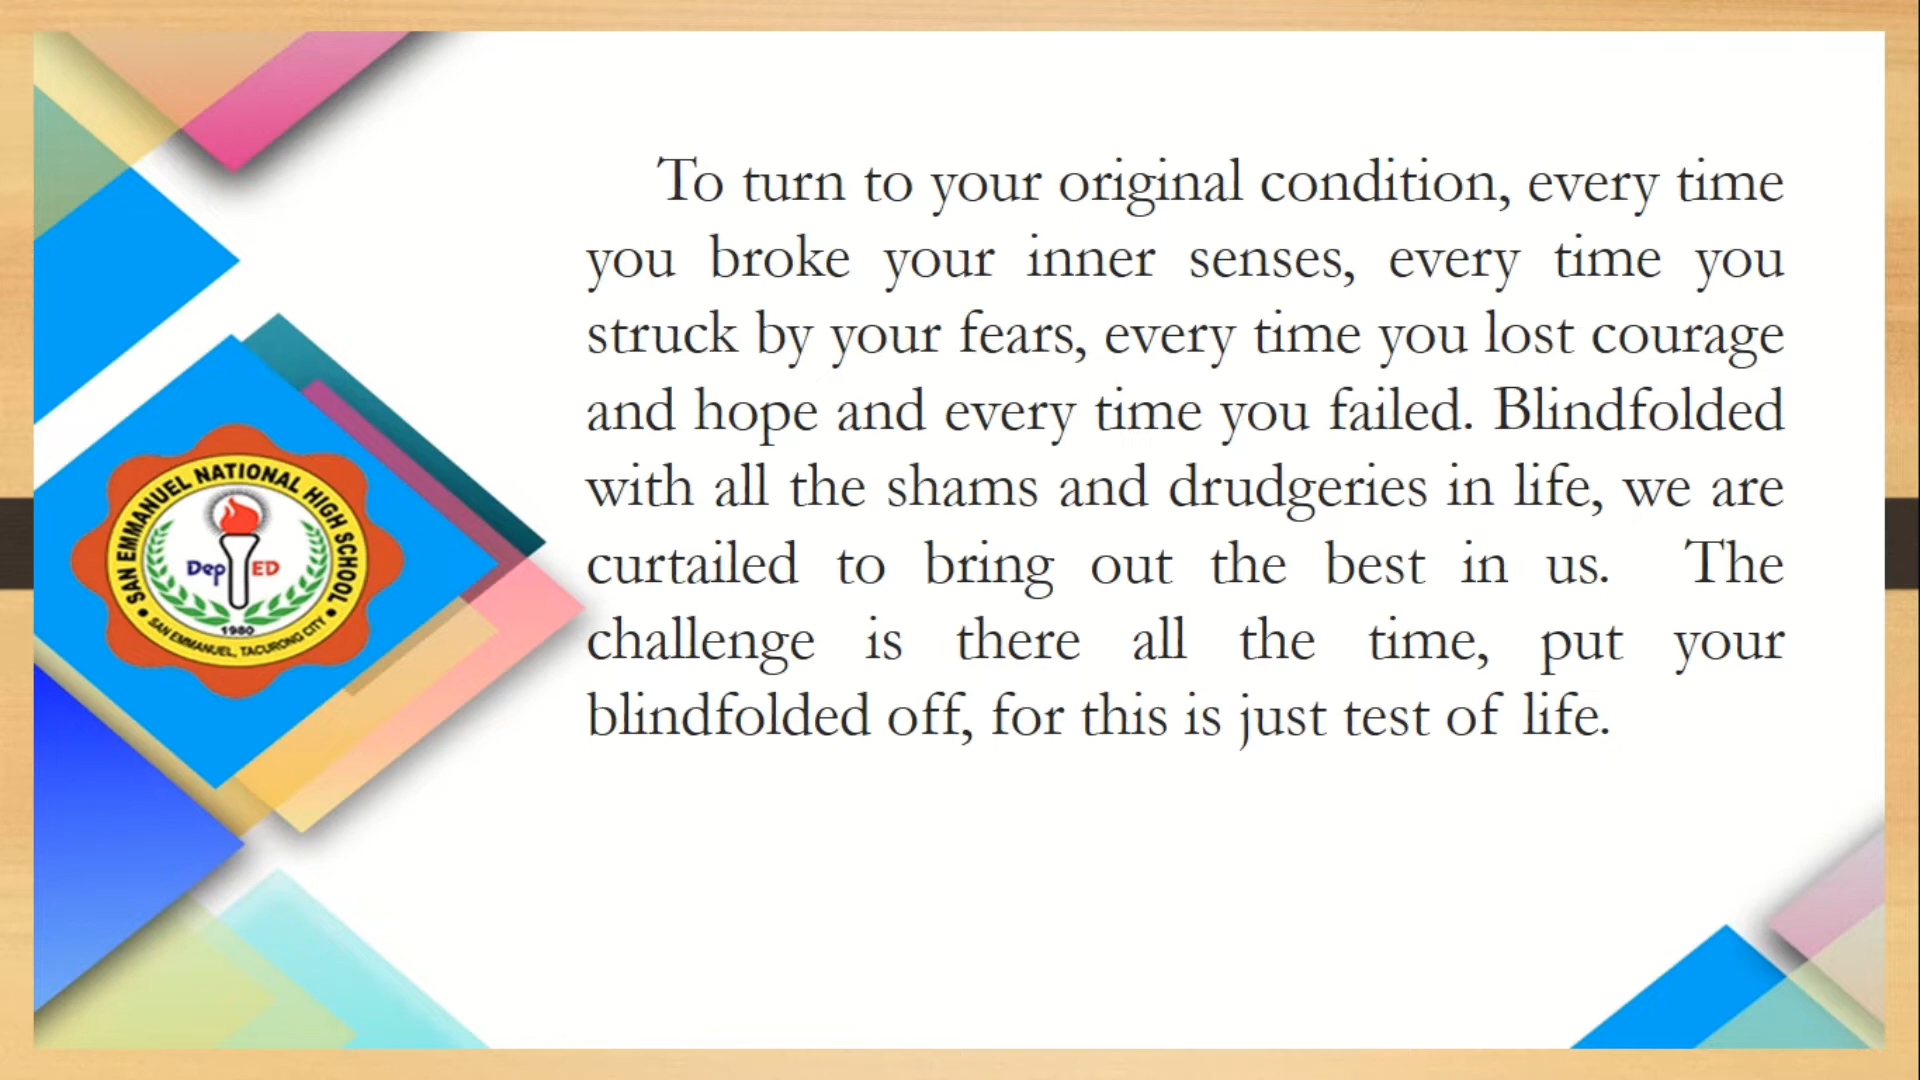 To turn to your original condition, every time
you broke your inner senses, every time you
struck by your fears, every time you lost courage
and hope and every time you failed. Blindfolded
with all the shams and drudgeries in life, we are
curtailed to bring out the best in us. The
challenge is there all the time, put your
blindfolded off, for this is just test of life.
SAN EMMANUEL NATIONAL HIGH SCHOOL
DepED
1980
SAN EMMANUEL, TACURONG CITY